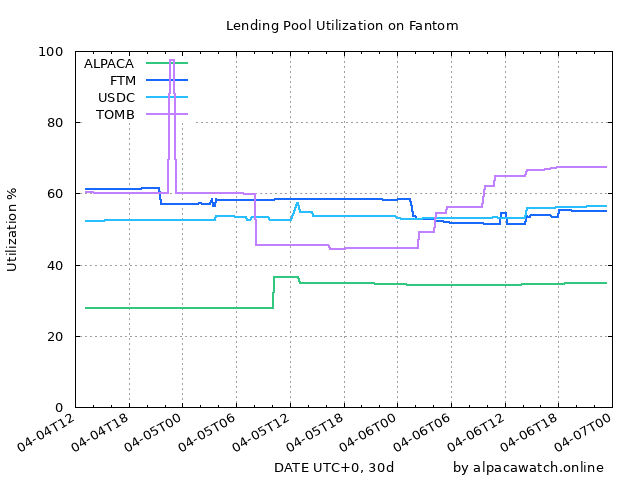 Lending Pool Utilization on Fantom
100
80
60
40
20
0
Utilization %
ALPACA
FTM
USDC
TOMB
04-04T12
04-04T18
04-05T00
04-05T06
04-05T12
04-05T18
04-06T00
04-06T06
04-06T12
04-06T18
04-07T00
DATE UTC+0, 30d
by alpacawatch.online